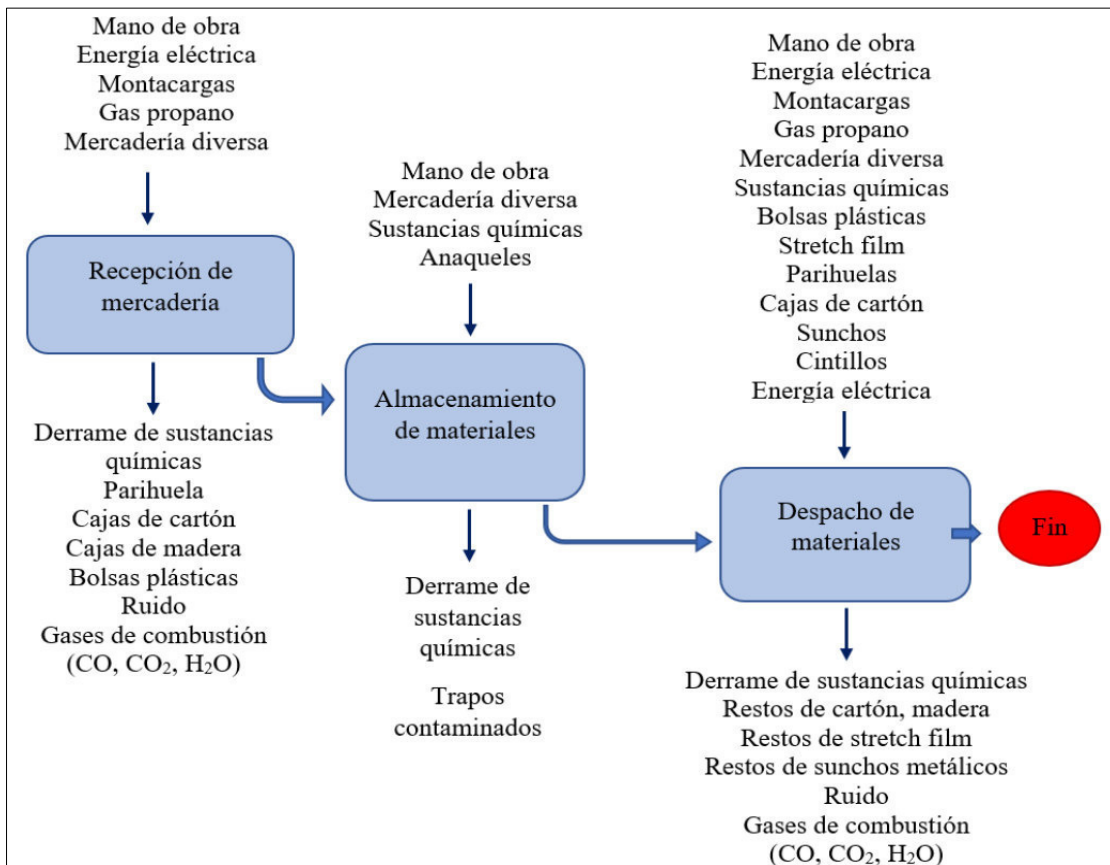 Mano de obra
Energía eléctrica
Montacargas
Gas propano
Mercadería diversa
Recepción de
mercadería
Derrame de sustancias
químicas
Parihuela
Cajas de cartón
Cajas de madera
Bolsas plásticas
Ruido
Gases de combustión
(CO, CO₂, H₂O)
Mano de obra
Mercadería diversa
Sustancias químicas
Anaqueles
Almacenamiento
de materiales
Derrame de
sustancias
químicas
Trapos
contaminados
Mano de obra
Energía eléctrica
Montacargas
Gas propano
Mercadería diversa
Sustancias químicas
Bolsas plásticas
Stretch film
Parihuelas
Cajas de cartón
Sunchos
Cintillos
Energía eléctrica
Despacho de
materiales
Fin
Derrame de sustancias químicas
Restos de cartón, madera
Restos de stretch film
Restos de sunchos metálicos
Ruido
Gases de combustión
(CO, CO₂, H₂O)